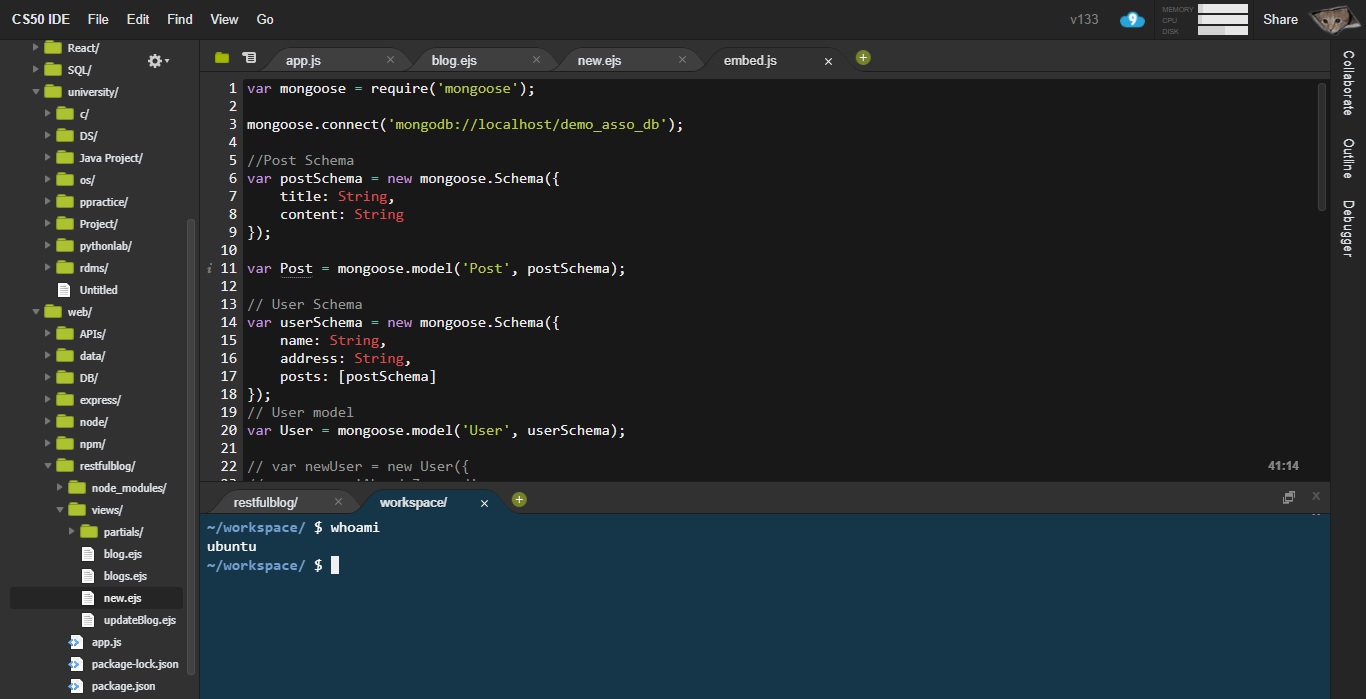 CS50 IDE File Edit Find View Go v133 9 MEMORY CPU DISK Share
React/
SQL/
university/
c/
DS/
Java Project/
os/
ppractice/
Project/
pythonlab/
rdms/
Untitled
web/
APIs/
data/
DB/
express/
node/
npm/
restfulblog/
node_modules/
views/
partials/
blog.ejs
blogs.ejs
new.ejs
updateBlog.ejs
app.js
package-lock.json
package.json
app.js blog.ejs new.ejs embed.js
1 var mongoose = require('mongoose');
2
3 mongoose.connect('mongodb://localhost/demo_asso_db');
4
5 //Post Schema
6 var postSchema = new mongoose.Schema({
7 title: String,
8 content: String
9 });
10
i 11 var Post = mongoose.model('Post', postSchema);
12
13 // User Schema
14 var userSchema = new mongoose.Schema({
15 name: String,
16 address: String,
17 posts: [postSchema]
18 });
19 // User model
20 var User = mongoose.model('User', userSchema);
21
22 // var newUser = new User({
41:14
restfulblog/ workspace/
~/workspace/ $ whoami
ubuntu
~/workspace/ $
Collaborate
Outline
Debugger